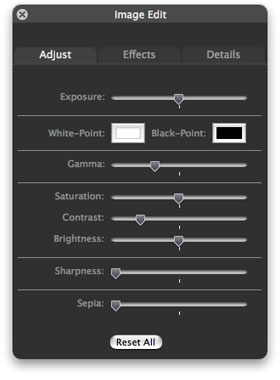 Image Edit
Adjust Effects Details
Exposure:
White-Point: Black-Point:
Gamma:
Saturation:
Contrast:
Brightness:
Sharpness:
Sepia:
Reset All